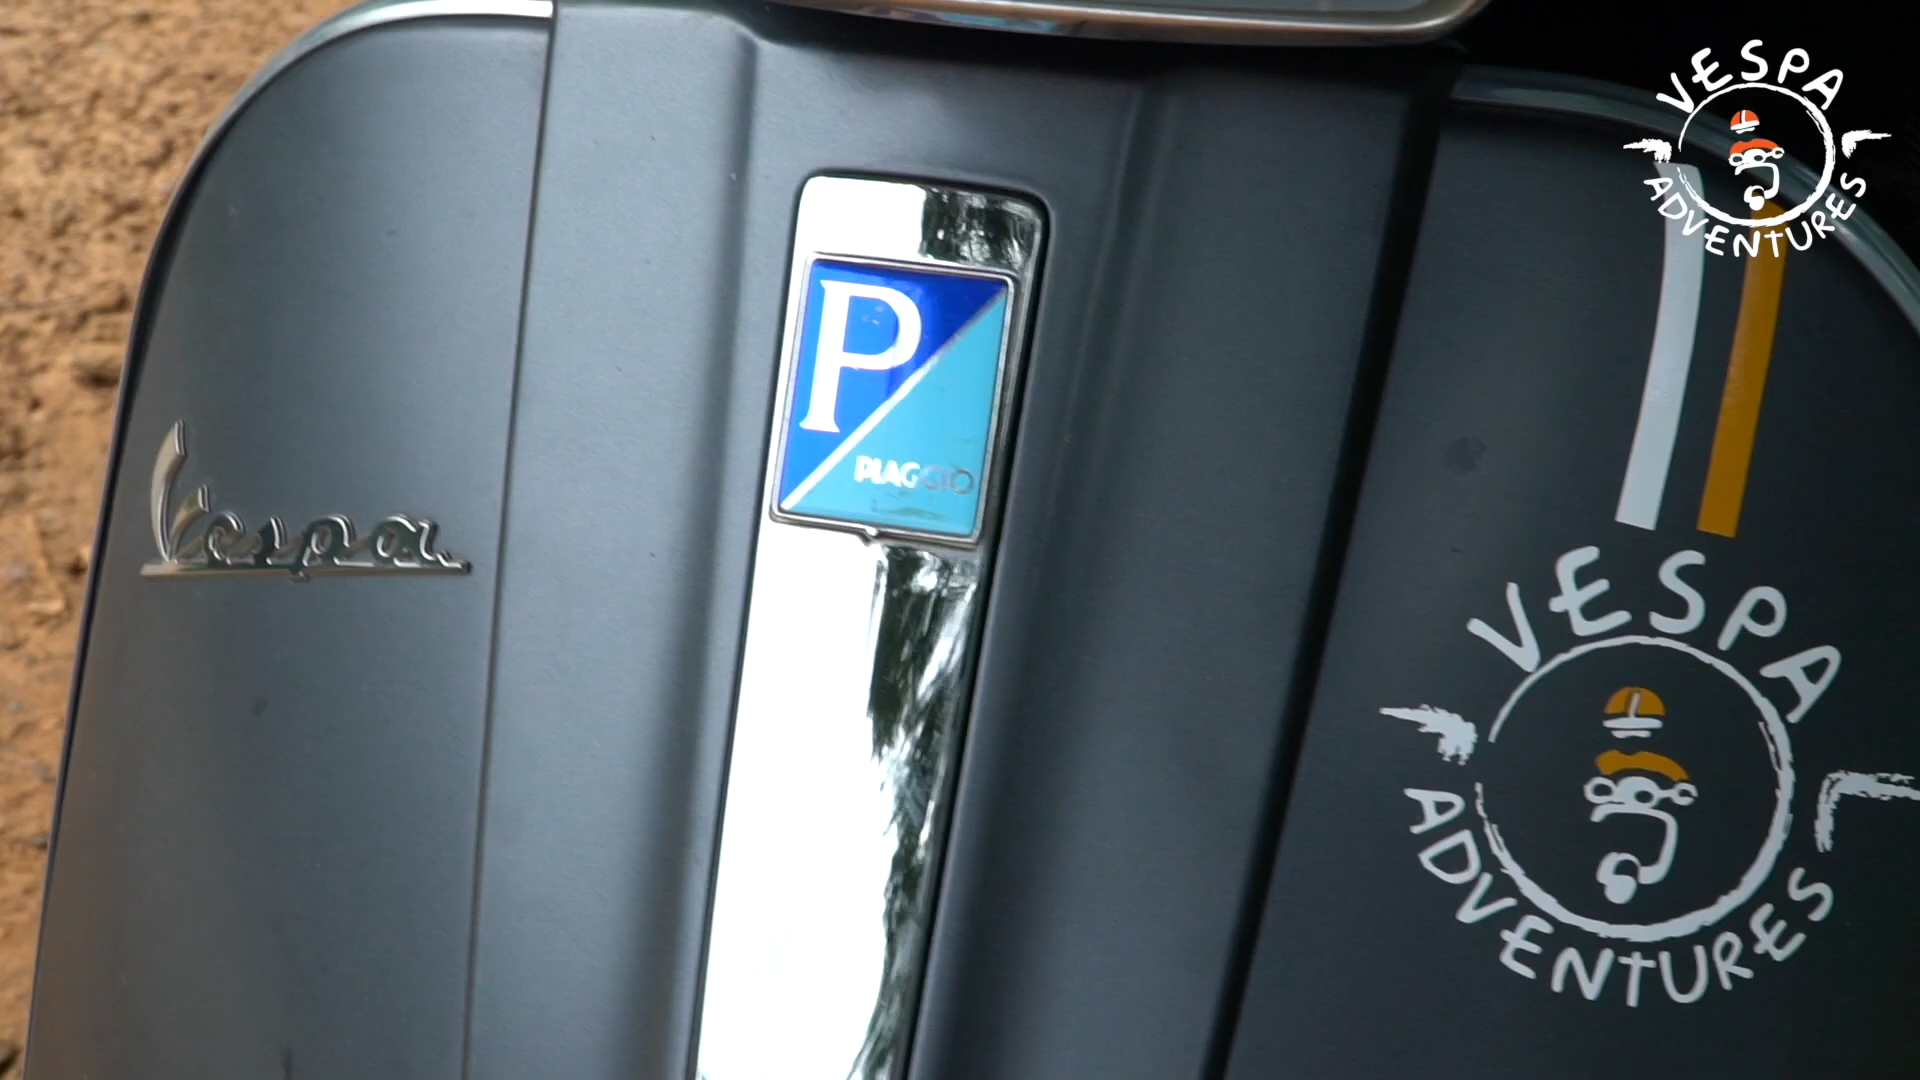 VESPA
ADVENTURES
P
PIAGGIO
Vespa
VESPA
ADVENTURES